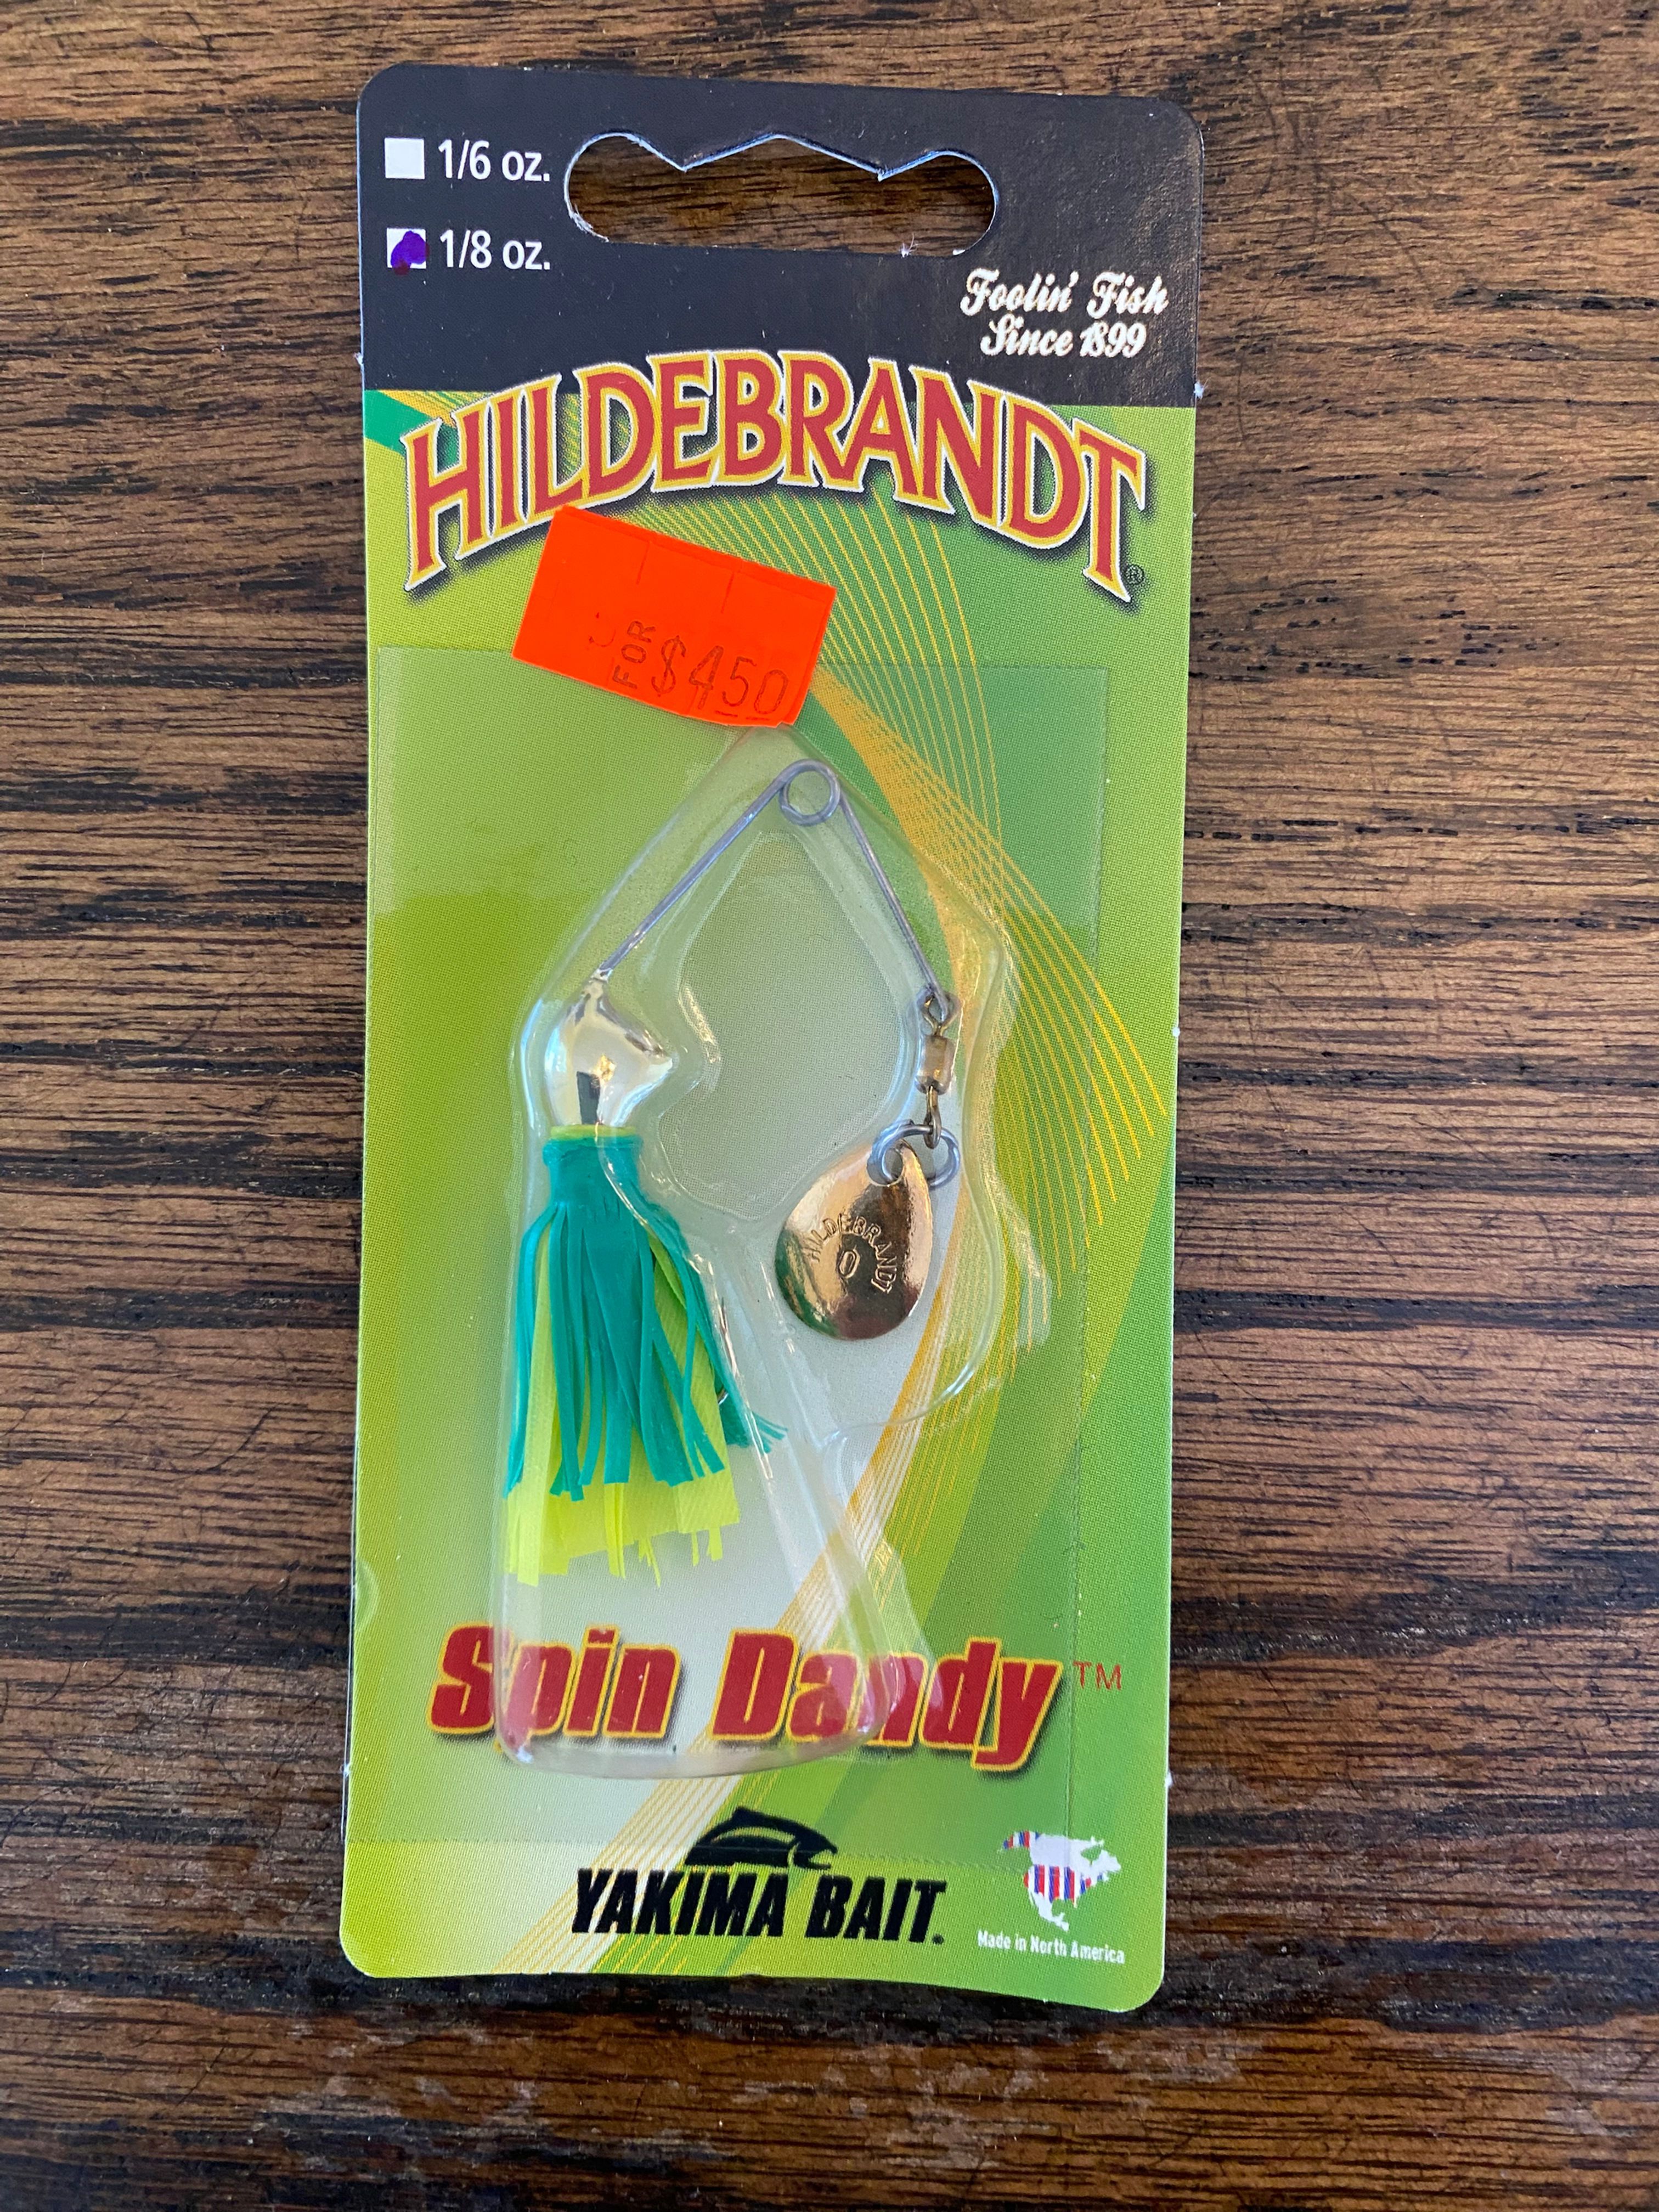 1/6 oz.
1/8 oz.
Foolin' Fish
Since 1899
HILDEBRANDT®
FOR $450
HILDEBRANDT
0
Spin Dandy™
YAKIMA BAIT.
Made in North America